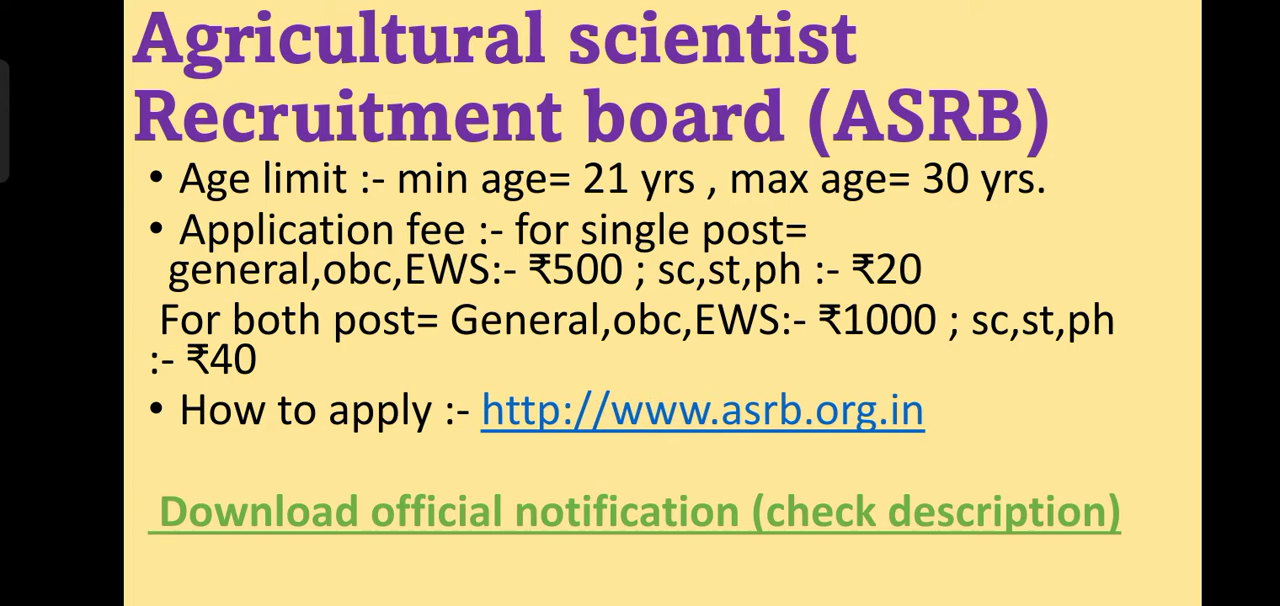 Agricultural scientist
Recruitment board (ASRB)
• Age limit :- min age= 21 yrs , max age= 30 yrs.
• Application fee :- for single post=
general,obc,EWS:- ₹500 ; sc,st,ph :- ₹20
For both post= General,obc,EWS:- ₹1000 ; sc,st,ph
:- ₹40
• How to apply :- http://www.asrb.org.in
Download official notification (check description)